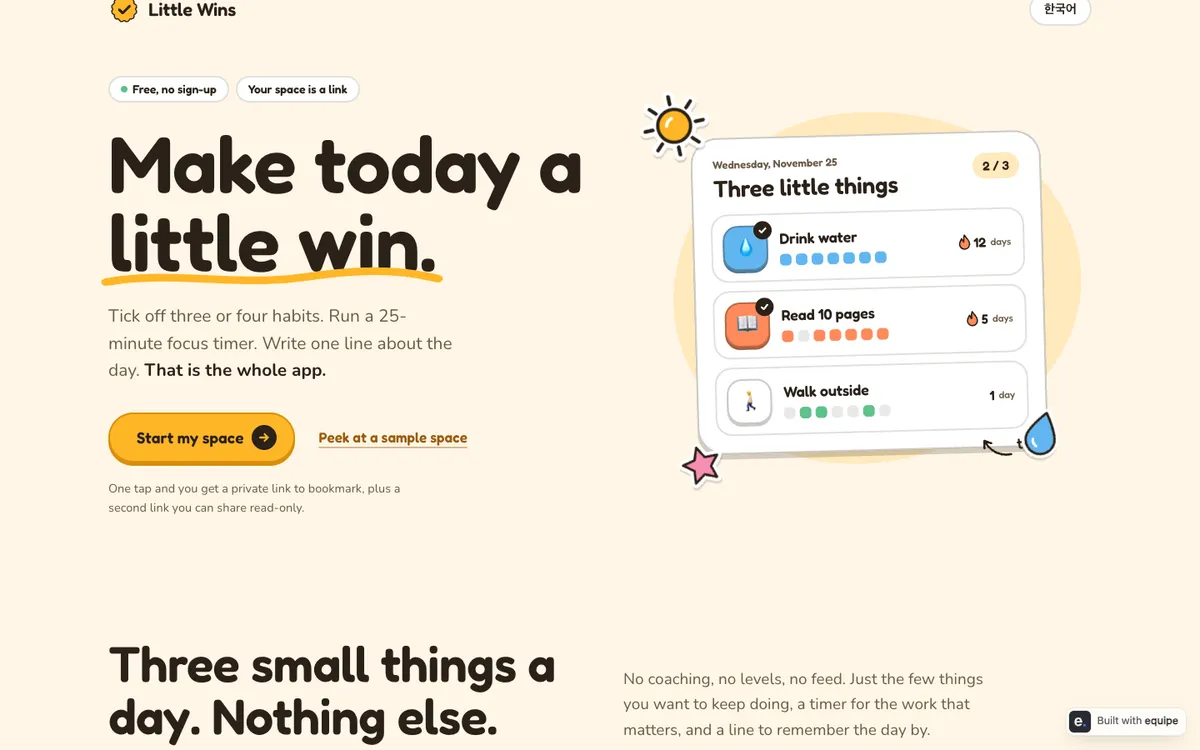 Little Wins
한국어
Free, no sign-up
Your space is a link
Make today a
little win.
Tick off three or four habits. Run a 25-
minute focus timer. Write one line about the
day. That is the whole app.
Start my space
Peek at a sample space
One tap and you get a private link to bookmark, plus a
second link you can share read-only.
Wednesday, November 25
Three little things
2 / 3
Drink water
12 days
Read 10 pages
5 days
Walk outside
1 day
Three small things a
day. Nothing else.
No coaching, no levels, no feed. Just the few things
you want to keep doing, a timer for the work that
matters, and a line to remember the day by.
e.
Built with equipe